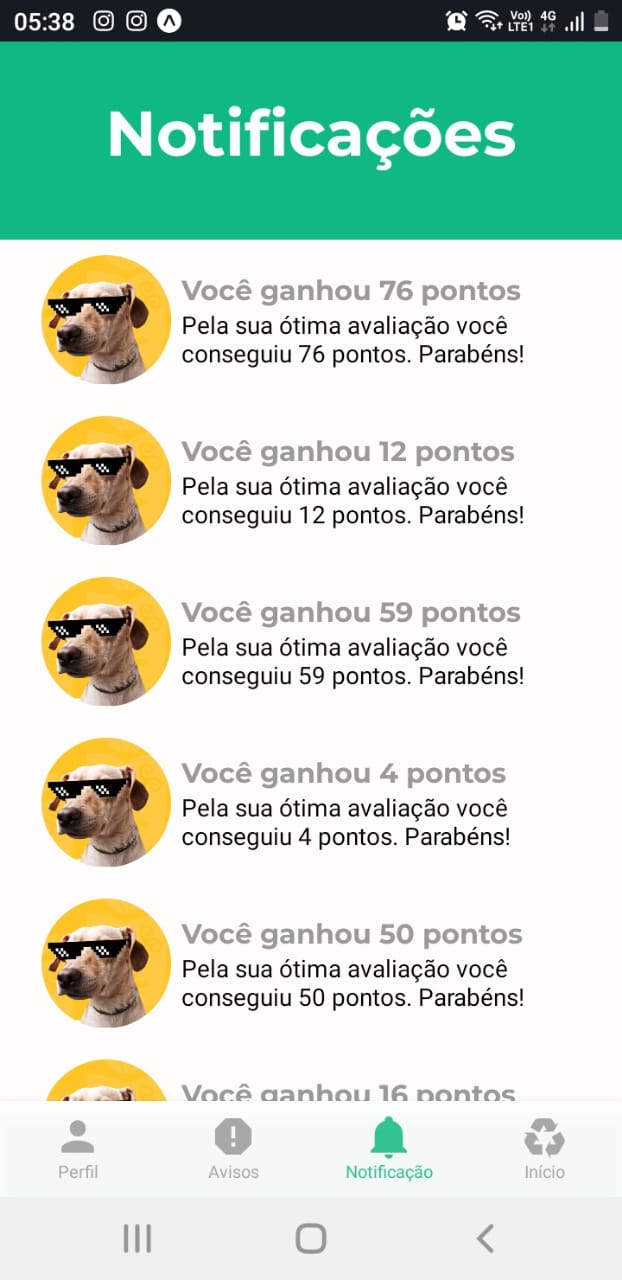 05:38
Vo)) 4G
LTE1
Notificações
Você ganhou 76 pontos
Pela sua ótima avaliação você
conseguiu 76 pontos. Parabéns!
Você ganhou 12 pontos
Pela sua ótima avaliação você
conseguiu 12 pontos. Parabéns!
Você ganhou 59 pontos
Pela sua ótima avaliação você
conseguiu 59 pontos. Parabéns!
Você ganhou 4 pontos
Pela sua ótima avaliação você
conseguiu 4 pontos. Parabéns!
Você ganhou 50 pontos
Pela sua ótima avaliação você
conseguiu 50 pontos. Parabéns!
Você ganhou 16 pontos
Perfil
Avisos
Notificação
Início